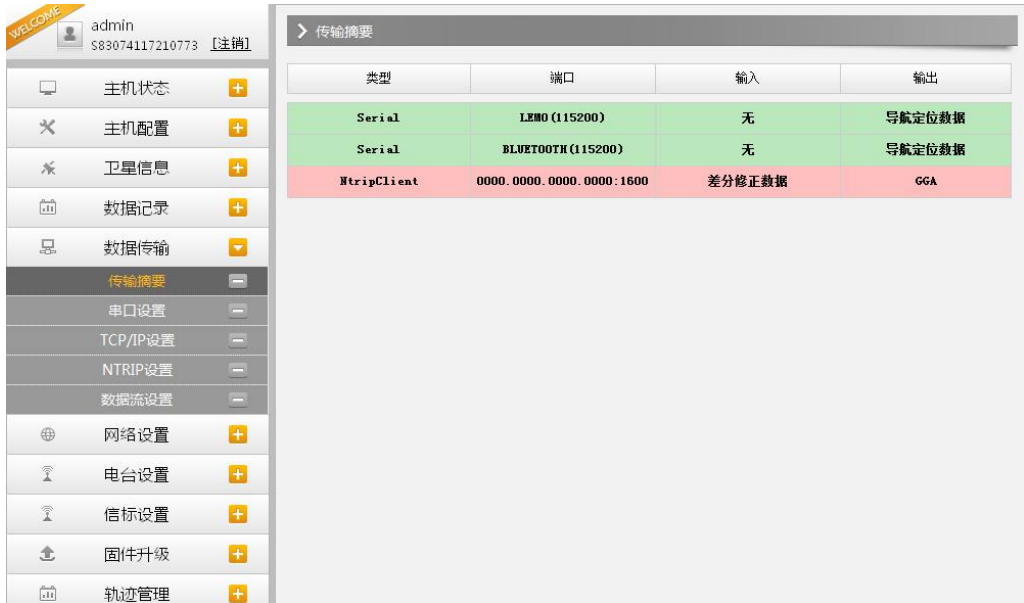 WELCOME
admin
S83074117210773 [注销]
主机状态
主机配置
卫星信息
数据记录
数据传输
传输摘要
串口设置
TCP/IP设置
NTRIP设置
数据流设置
网络设置
电台设置
信标设置
固件升级
轨迹管理
传输摘要
类型 端口 输入 输出
Serial LEMO(115200) 无 导航定位数据
Serial BLUETOOTH(115200) 无 导航定位数据
NtripClient 0000.0000.0000.0000:1600 差分修正数据 GGA